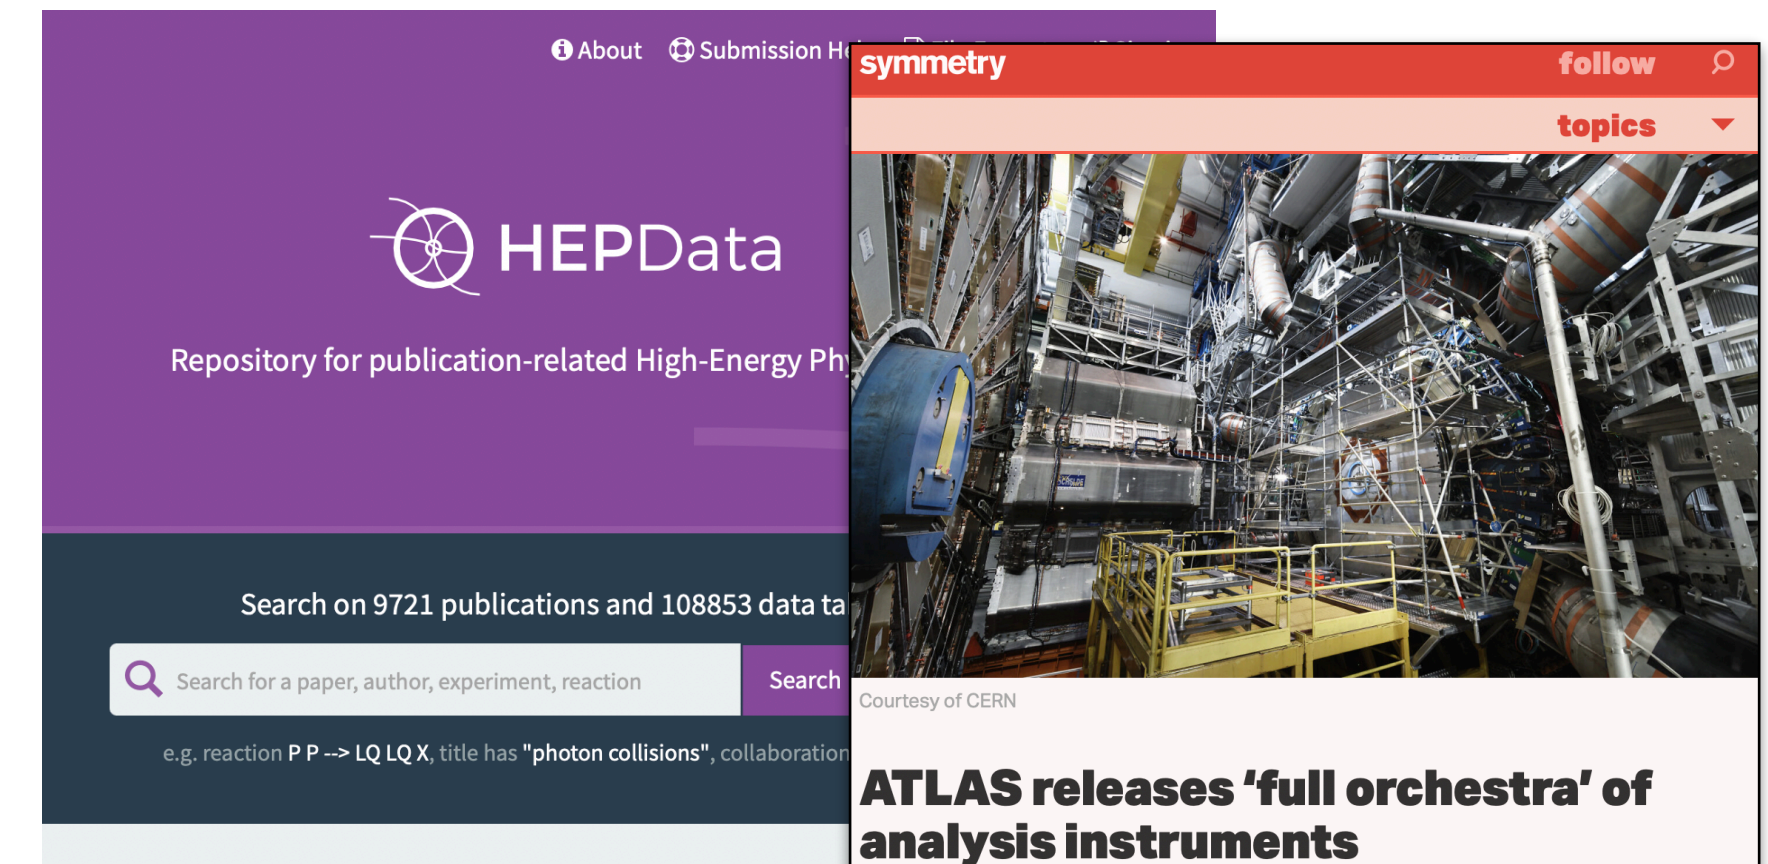 About Submission He
HEPData
Repository for publication-related High-Energy Phy
Search on 9721 publications and 108853 data ta
Search for a paper, author, experiment, reaction
Search
e.g. reaction P P --> LQ LQ X, title has "photon collisions", collaboration
symmetry
follow
topics
Courtesy of CERN
ATLAS releases ‘full orchestra’ of
analysis instruments